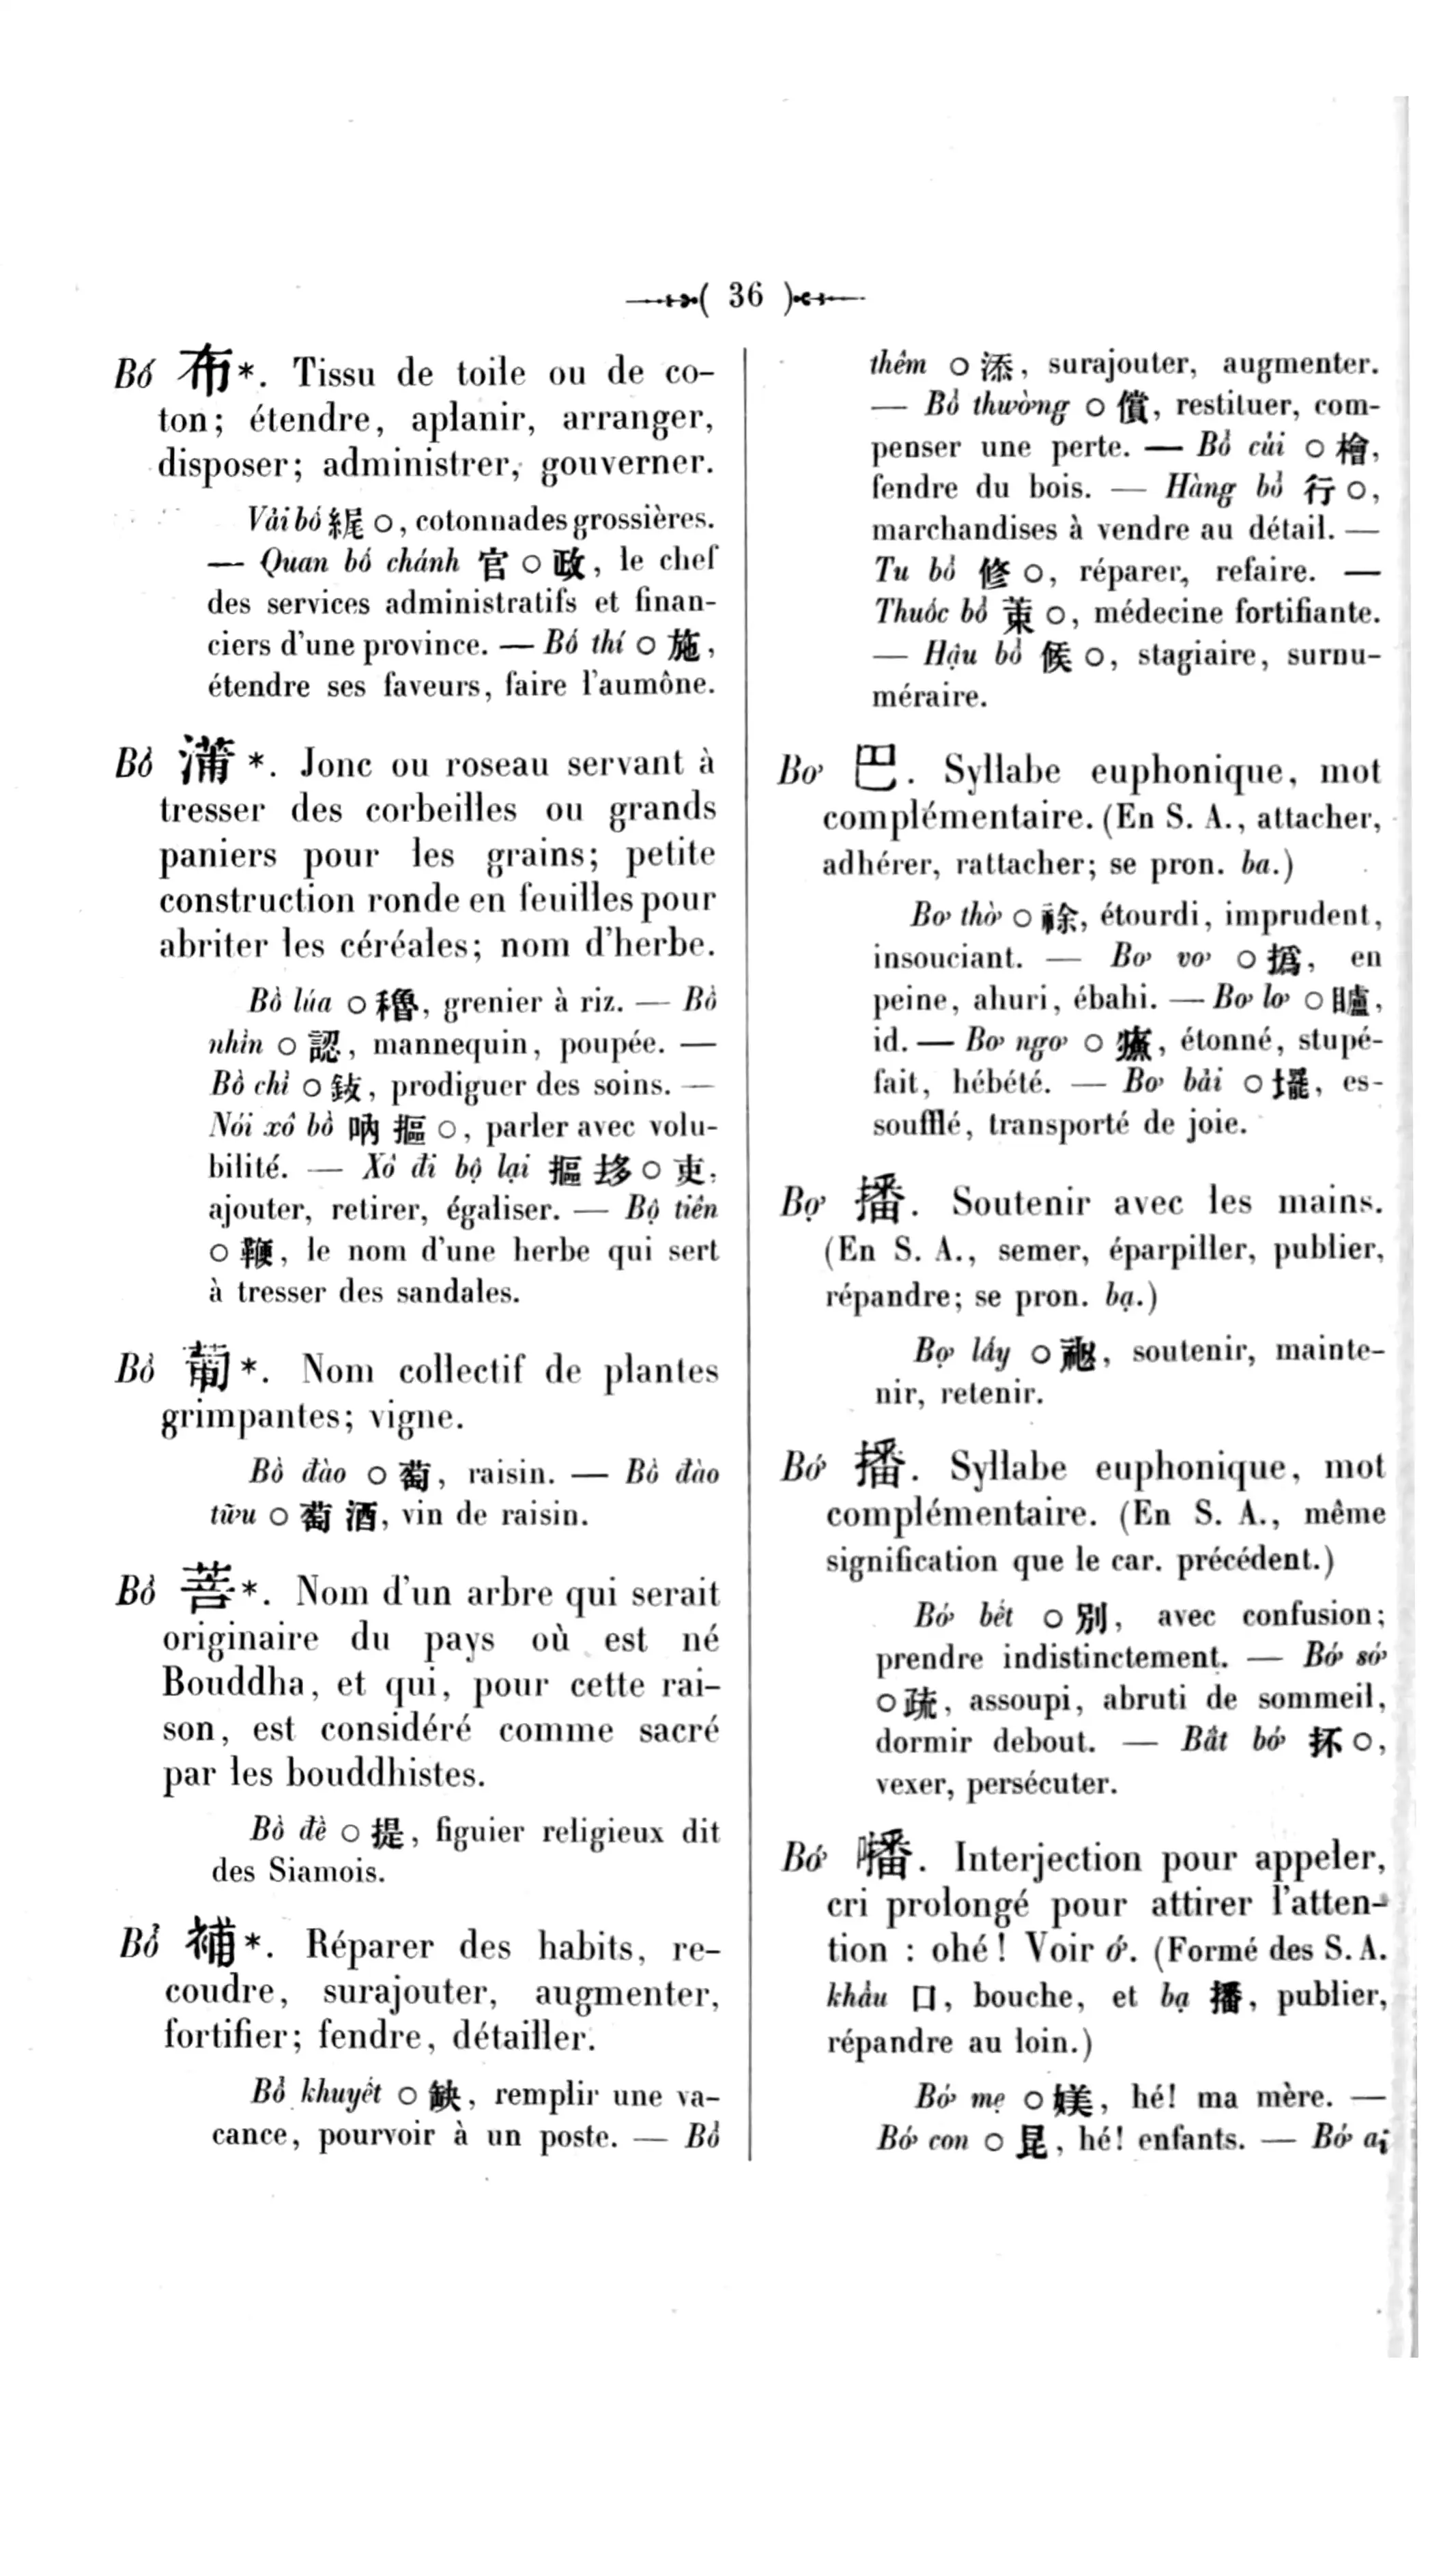 ( 36 )
Bố 布*. Tissu de toile ou de co-
ton; étendre, aplanir, arranger,
disposer; administrer, gouverner.
Vải bố 絥 ○, cotonnades grossières.
— Quan bố chánh 官 ○ 政, le chef
des services administratifs et finan-
ciers d'une province. — Bố thí ○ 施,
étendre ses faveurs, faire l'aumône.
Bồ 蒲*. Jonc ou roseau servant à
tresser des corbeilles ou grands
paniers pour les grains; petite
construction ronde en feuilles pour
abriter les céréales; nom d'herbe.
Bồ lúa ○ 穭, grenier à riz. — Bồ
nhìn ○ 認, mannequin, poupée. —
Bồ chỉ ○, prodiguer des soins. —
Nói xô bồ 吶 摳 ○, parler avec volu-
bilité. — Xô đi bộ lại 摳 𠫾 ○ 吏,
ajouter, retirer, égaliser. — Bộ tiên
○ 鞭, le nom d'une herbe qui sert
à tresser des sandales.
Bồ 葡*. Nom collectif de plantes
grimpantes; vigne.
Bồ đào ○ 萄, raisin. — Bồ đào
tữu ○ 萄 酒, vin de raisin.
Bồ 菩*. Nom d'un arbre qui serait
originaire du pays où est né
Bouddha, et qui, pour cette rai-
son, est considéré comme sacré
par les bouddhistes.
Bồ đề ○ 提, figuier religieux dit
des Siamois.
Bổ 補*. Réparer des habits, re-
coudre, surajouter, augmenter,
fortifier; fendre, détailler.
Bổ khuyết ○ 缺, remplir une va-
cance, pourvoir à un poste. — Bổ
thêm ○ 添, surajouter, augmenter.
— Bổ thường ○ 償, restituer, com-
penser une perte. — Bổ củi ○ 檜,
fendre du bois. — Hàng bổ 行 ○,
marchandises à vendre au détail. —
Tu bổ 修 ○, réparer, refaire. —
Thuốc bổ 葉 ○, médecine fortifiante.
— Hậu bổ 候 ○, stagiaire, surnu-
méraire.
Bơ 巴. Syllabe euphonique, mot
complémentaire. (En S. A., attacher,
adhérer, rattacher; se pron. ba.)
Bơ thờ ○, étourdi, imprudent,
insouciant. — Bơ vơ ○ 撝, en
peine, ahuri, ébahi. — Bơ lơ ○ 矑,
id. — Bơ ngơ ○, étonné, stupé-
fait, hébété. — Bơ bải ○, es-
soufflé, transporté de joie.
Bợ 播. Soutenir avec les mains.
(En S. A., semer, éparpiller, publier,
répandre; se pron. bạ.)
Bợ lấy ○ 𥙩, soutenir, mainte-
nir, retenir.
Bớ 播. Syllabe euphonique, mot
complémentaire. (En S. A., même
signification que le car. précédent.)
Bớ bết ○ 別, avec confusion;
prendre indistinctement. — Bớ sớ
○ 疏, assoupi, abruti de sommeil,
dormir debout. — Bắt bớ 抔 ○,
vexer, persécuter.
Bớ 噃. Interjection pour appeler,
cri prolongé pour attirer l'atten-
tion : ohé! Voir ớ. (Formé des S. A.
khẩu 口, bouche, et bạ 播, publier,
répandre au loin.)
Bớ mẹ ○ 媄, hé! ma mère. —
Bớ con ○ 昆, hé! enfants. — Bớ ai